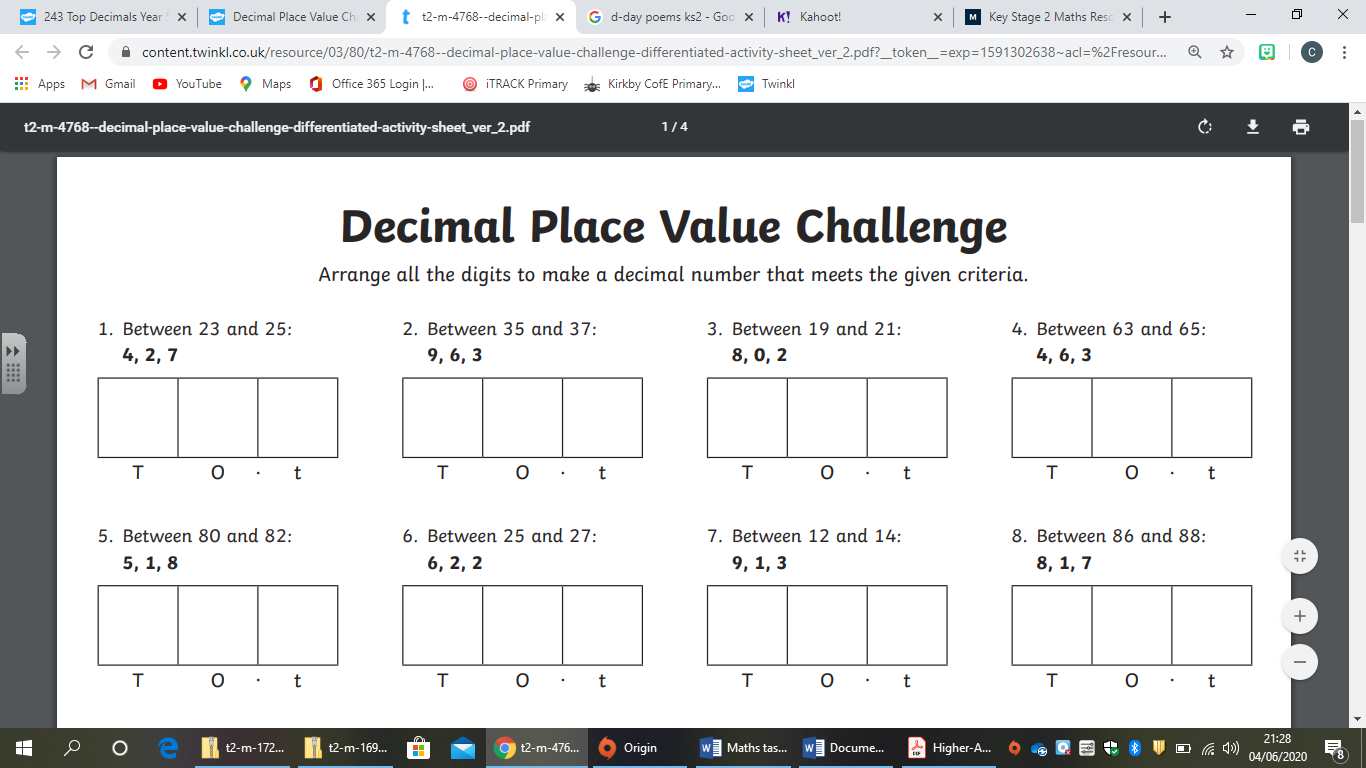 243 Top Decimals Year
Decimal Place Value Ch
t2-m-4768--decimal-pl
d-day poems ks2 - Goo
Kahoot!
Key Stage 2 Maths Reso
content.twinkl.co.uk/resource/03/80/t2-m-4768--decimal-place-value-challenge-differentiated-activity-sheet_ver_2.pdf?__token__=exp=1591302638~acl=%2Fresour...
C
Apps
Gmail
YouTube
Maps
Office 365 Login |...
iTRACK Primary
Kirkby CofE Primary...
Twinkl
t2-m-4768--decimal-place-value-challenge-differentiated-activity-sheet_ver_2.pdf
1 / 4
Decimal Place Value Challenge
Arrange all the digits to make a decimal number that meets the given criteria.
1. Between 23 and 25:
4, 2, 7
T O · t
2. Between 35 and 37:
9, 6, 3
T O · t
3. Between 19 and 21:
8, 0, 2
T O · t
4. Between 63 and 65:
4, 6, 3
T O · t
5. Between 80 and 82:
5, 1, 8
T O · t
6. Between 25 and 27:
6, 2, 2
T O · t
7. Between 12 and 14:
9, 1, 3
T O · t
8. Between 86 and 88:
8, 1, 7
T O · t
t2-m-172...
t2-m-169...
t2-m-476...
Origin
Maths tas...
Docume...
Higher-A...
21:28
04/06/2020
8